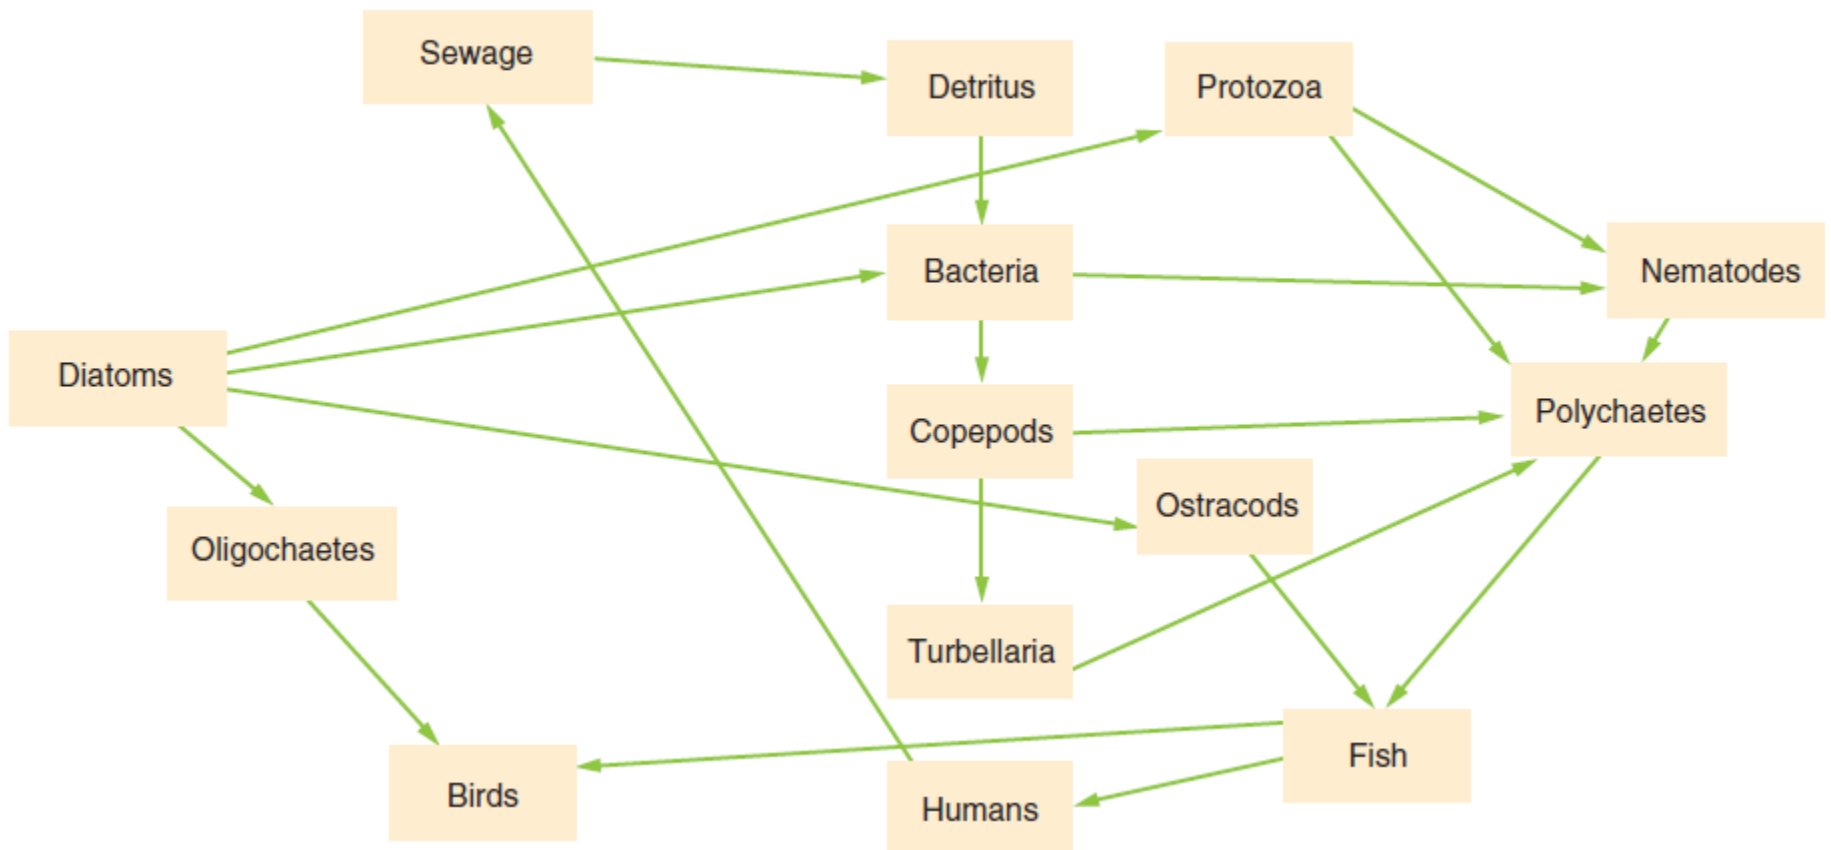 Sewage
Detritus
Protozoa
Bacteria
Nematodes
Diatoms
Copepods
Polychaetes
Ostracods
Oligochaetes
Turbellaria
Fish
Birds
Humans